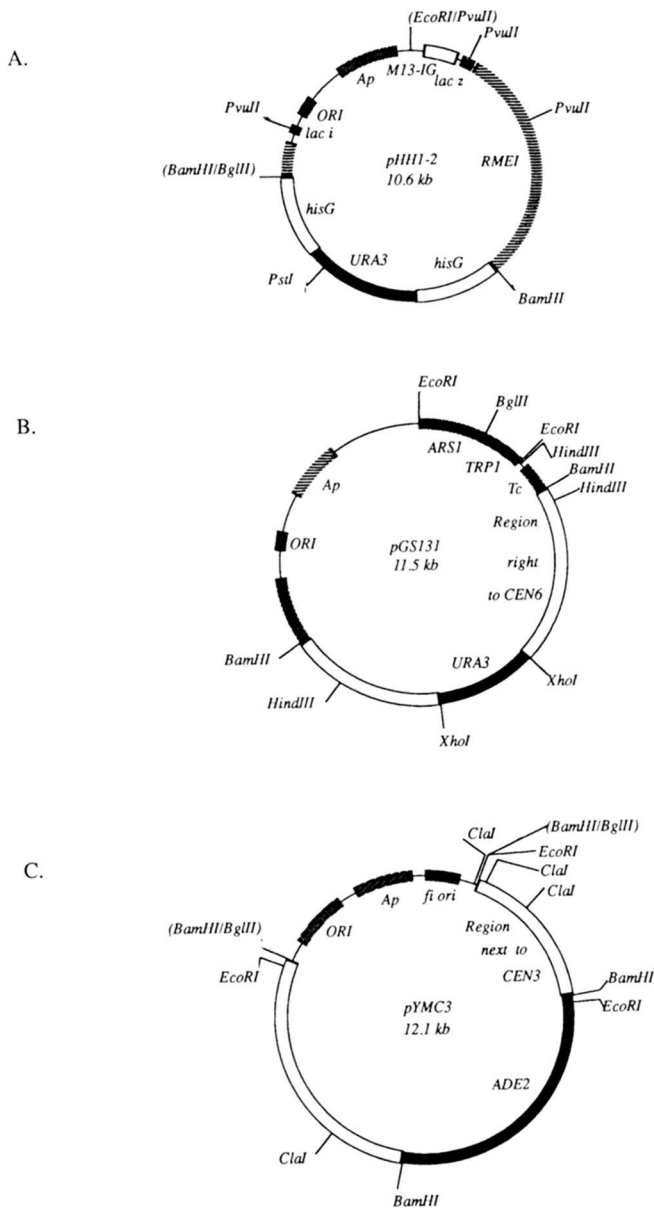 A.
(EcoRI/PvuII)
PvuII
Ap
M13-IG
lac z
PvuII
ORI
PvuII
lac i
pHH1-2
10.6 kb
RME1
(BamHI/BglII)
hisG
URA3
hisG
PstI
BamHI
B.
EcoRI
BglII
EcoRI
ARS1
HindIII
TRP1
BamHI
Ap
Tc
HindIII
Region
ORI
pGS131
11.5 kb
right
to CEN6
BamHI
URA3
XhoI
HindIII
XhoI
C.
ClaI
(BamHI/BglII)
EcoRI
ClaI
ClaI
Ap
fi ori
ORI
Region
next to
(BamHI/BglII)
CEN3
BamHI
EcoRI
EcoRI
pYMC3
12.1 kb
ADE2
ClaI
BamHI